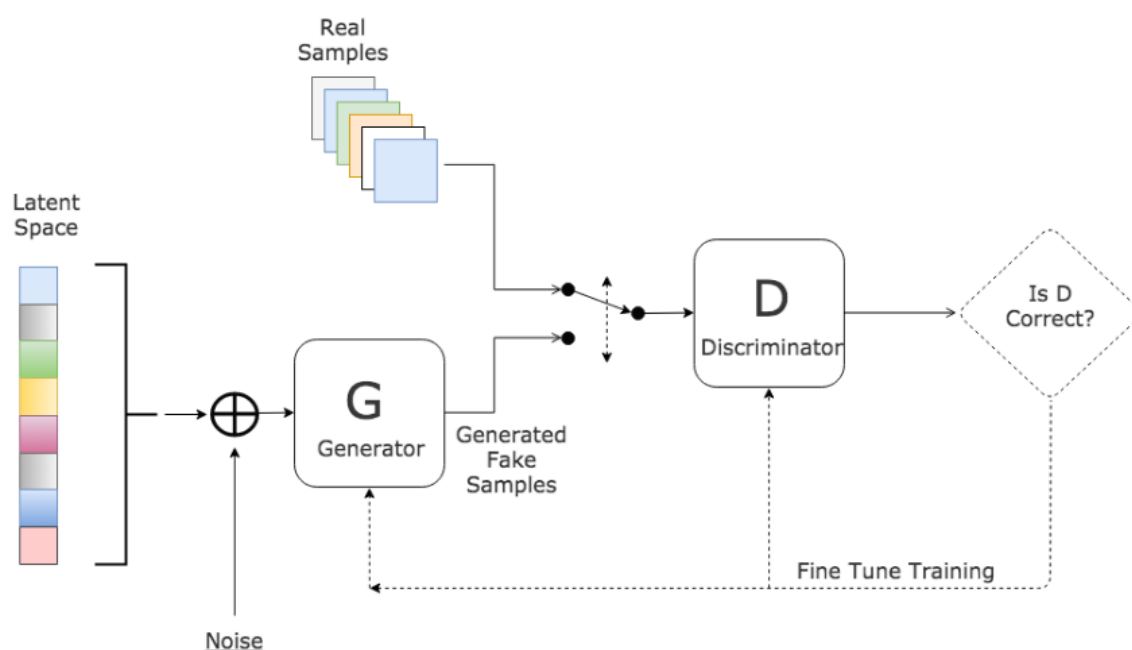 Real
Samples
Latent
Space
D
Discriminator
Is D
Correct?
G
Generator
Generated
Fake
Samples
Fine Tune Training
Noise